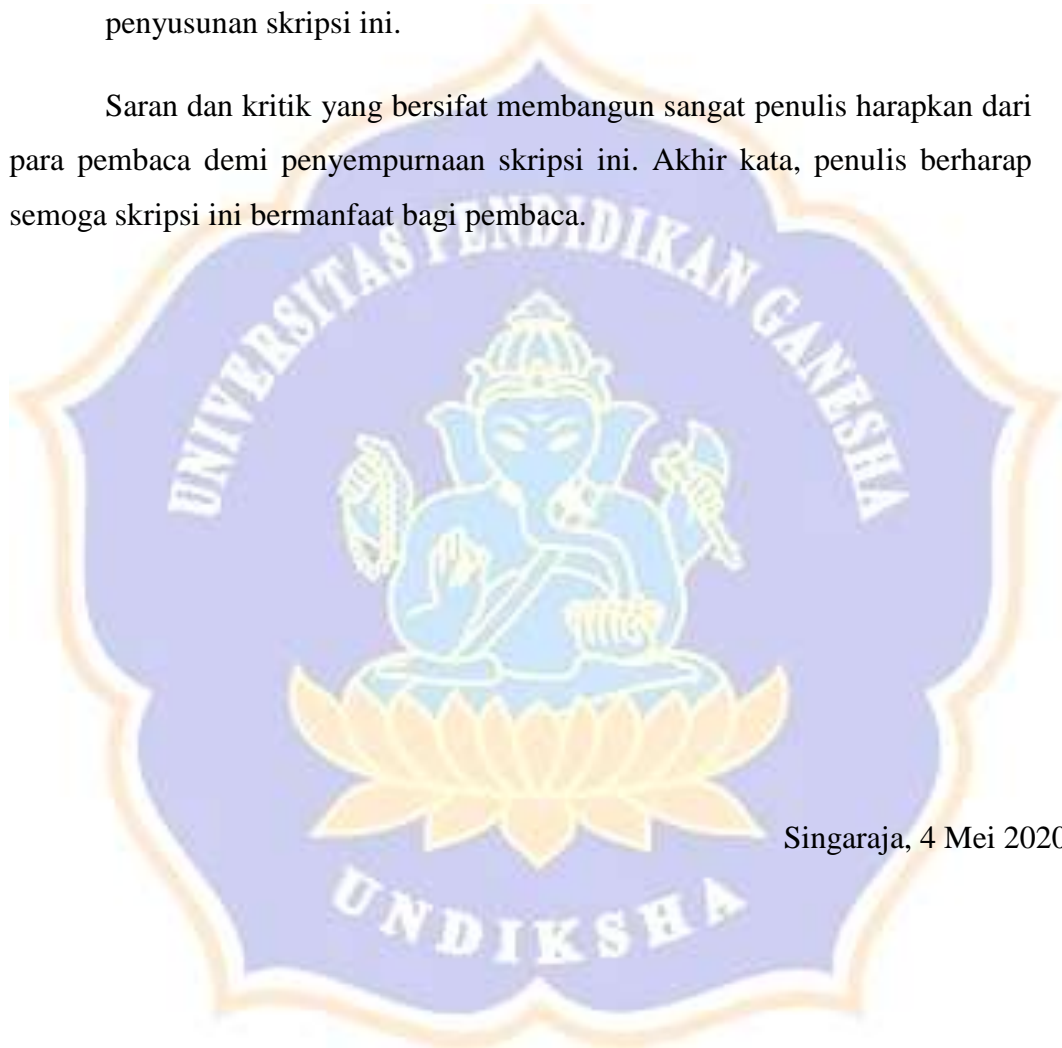 penyusunan skripsi ini.
Saran dan kritik yang bersifat membangun sangat penulis harapkan dari
para pembaca demi penyempurnaan skripsi ini. Akhir kata, penulis berharap
semoga skripsi ini bermanfaat bagi pembaca.
UNIVERSITAS PENDIDIKAN GANESHA
Singaraja, 4 Mei 2020
UNDIKSHA